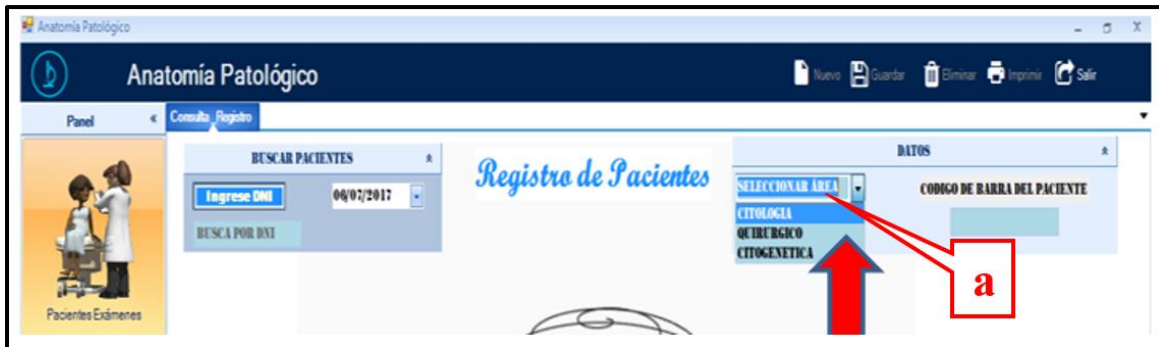 Anatomía Patológico
Anatomía Patológico
Nuevo Guardar Eliminar Imprimir Salir
Panel
Consulta_Registro
BUSCAR PACIENTES
Ingrese DNI
06/07/2017
BUSCA POR DNI
Registro de Pacientes
DATOS
SELECCIONAR ÁREA
CITOLOGIA
QUIRURGICO
CITOGENETICA
CODIGO DE BARRA DEL PACIENTE
a
Pacientes Exámenes